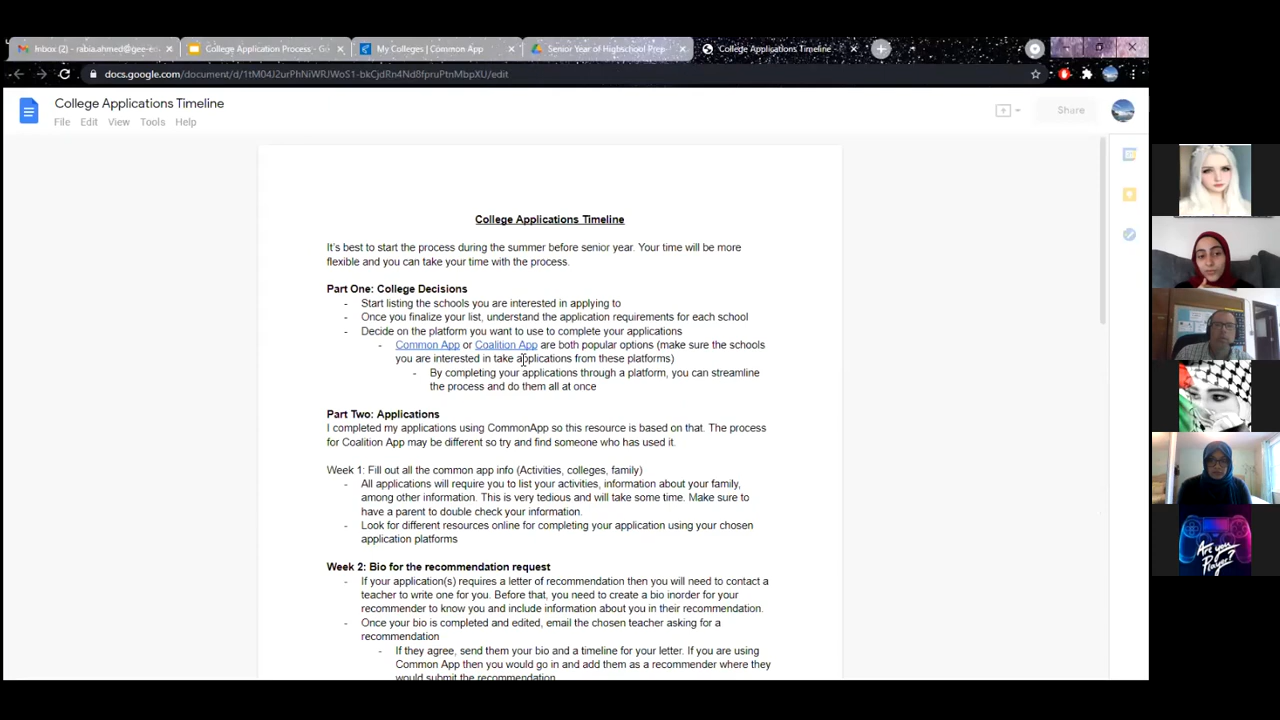 Inbox (2) - rabia.ahmed@gee-e
College Application Process - G
My Colleges | Common App
Senior Year of Highschool Prep
College Applications Timeline
docs.google.com/document/d/1tM04J2urPhNiWRJWoS1-bkCjdRn4Nd8fpruPtnMbpXU/edit
College Applications Timeline
File Edit View Tools Help
Share
College Applications Timeline
It's best to start the process during the summer before senior year. Your time will be more
flexible and you can take your time with the process.
Part One: College Decisions
- Start listing the schools you are interested in applying to
- Once you finalize your list, understand the application requirements for each school
- Decide on the platform you want to use to complete your applications
- Common App or Coalition App are both popular options (make sure the schools
you are interested in take applications from these platforms)
- By completing your applications through a platform, you can streamline
the process and do them all at once
Part Two: Applications
I completed my applications using CommonApp so this resource is based on that. The process
for Coalition App may be different so try and find someone who has used it.
Week 1: Fill out all the common app info (Activities, colleges, family)
- All applications will require you to list your activities, information about your family,
among other information. This is very tedious and will take some time. Make sure to
have a parent to double check your information.
- Look for different resources online for completing your application using your chosen
application platforms
Week 2: Bio for the recommendation request
- If your application(s) requires a letter of recommendation then you will need to contact a
teacher to write one for you. Before that, you need to create a bio inorder for your
recommender to know you and include information about you in their recommendation.
- Once your bio is completed and edited, email the chosen teacher asking for a
recommendation
- If they agree, send them your bio and a timeline for your letter. If you are using
Common App then you would go in and add them as a recommender where they
would submit the recommendation
Are you
Player?